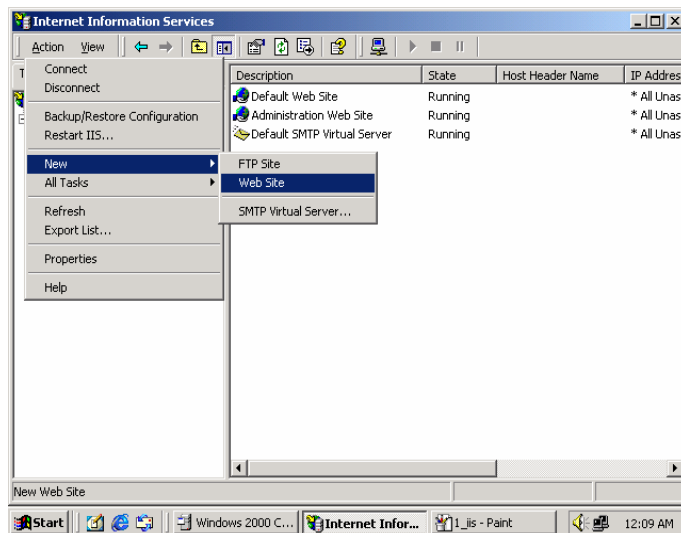 Internet Information Services
Action View
T
Description State Host Header Name IP Addres
Default Web Site Running * All Unas
Administration Web Site Running * All Unas
Default SMTP Virtual Server Running * All Unas
Connect
Disconnect
Backup/Restore Configuration
Restart IIS...
New
All Tasks
Refresh
Export List...
Properties
Help
FTP Site
Web Site
SMTP Virtual Server...
New Web Site
Start Windows 2000 C... Internet Infor... 1_iis - Paint 12:09 AM